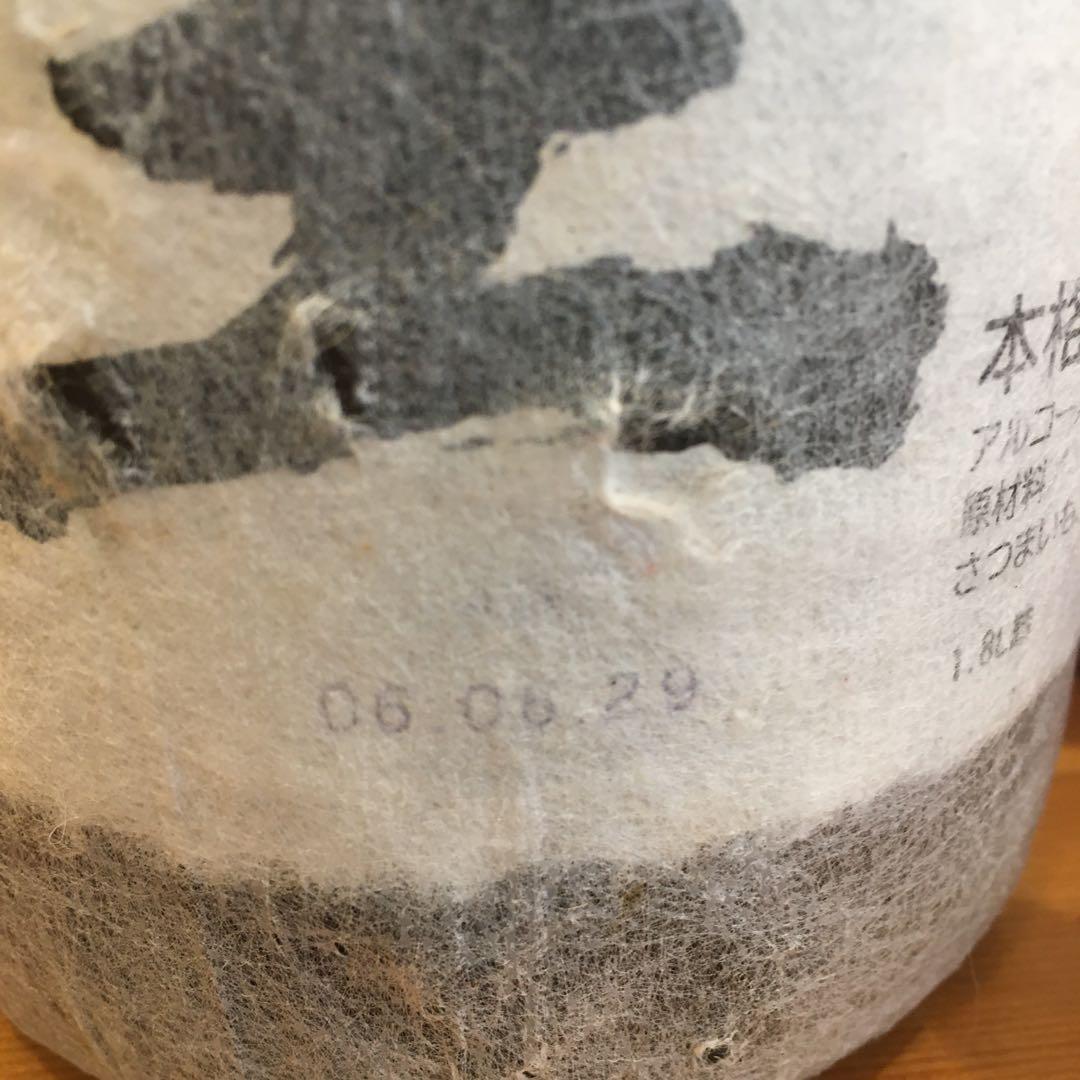 本格
アルコー
原材料
さつまいも
1.8L詰
06.06.29